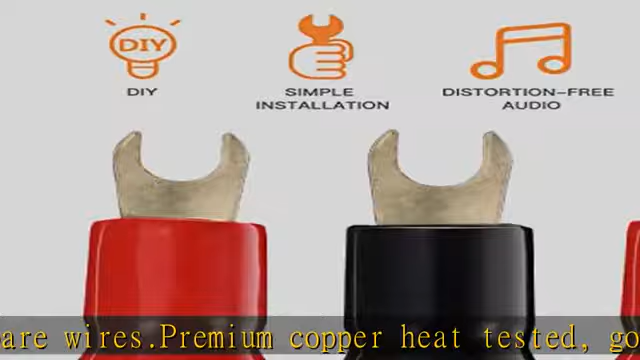 DIY
DIY
SIMPLE
INSTALLATION
DISTORTION-FREE
AUDIO
are wires.Premium copper heat tested, go